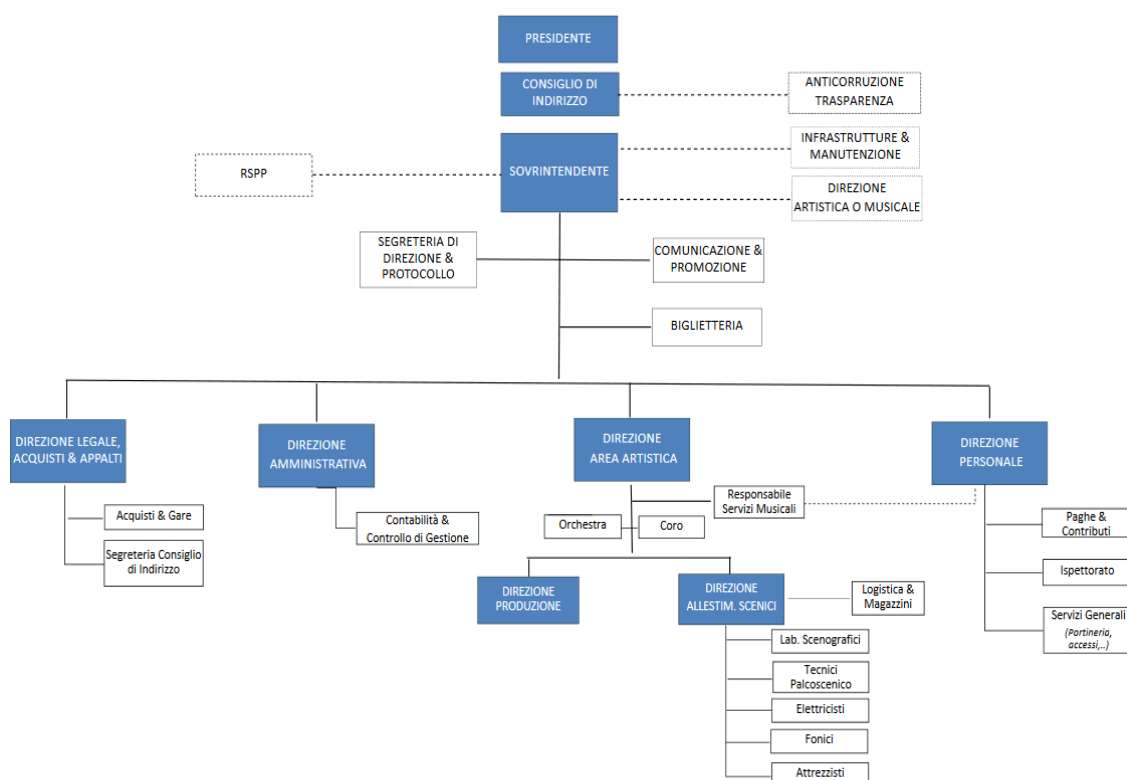 PRESIDENTE
CONSIGLIO DI
INDIRIZZO
ANTICORRUZIONE
TRASPARENZA
INFRASTRUTTURE &
MANUTENZIONE
RSPP
SOVRINTENDENTE
DIREZIONE
ARTISTICA O MUSICALE
SEGRETERIA DI
DIREZIONE &
PROTOCOLLO
COMUNICAZIONE &
PROMOZIONE
BIGLIETTERIA
DIREZIONE LEGALE,
ACQUISTI & APPALTI
DIREZIONE
AMMINISTRATIVA
DIREZIONE
AREA ARTISTICA
DIREZIONE
PERSONALE
Acquisti & Gare
Segreteria Consiglio
di Indirizzo
Contabilità &
Controllo di Gestione
Responsabile
Servizi Musicali
Orchestra
Coro
Paghe &
Contributi
Ispettorato
Servizi Generali
(Portineria,
accessi,..)
DIREZIONE
PRODUZIONE
DIREZIONE
ALLESTIM. SCENICI
Logistica &
Magazzini
Lab. Scenografici
Tecnici
Palcoscenico
Elettricisti
Fonici
Attrezzisti